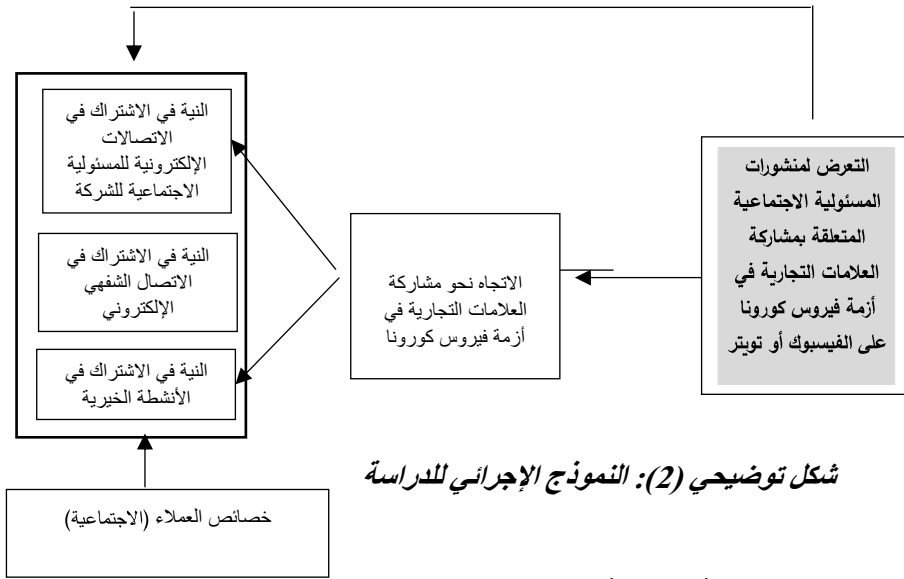 التعرض لمنشورات
المسئولية الاجتماعية
المتعلقة بمشاركة
العلامات التجارية في
أزمة فيروس كورونا
على الفيسبوك أو تويتر
الاتجاه نحو مشاركة
العلامات التجارية في
أزمة فيروس كورونا
النية في الاشتراك في
الاتصالات
الإلكترونية للمسئولية
الاجتماعية للشركة
النية في الاشتراك في
الاتصال الشفهي
الإلكتروني
النية في الاشتراك في
الأنشطة الخيرية
خصائص العملاء (الاجتماعية)
شكل توضيحي (2): النموذج الإجرائي للدراسة